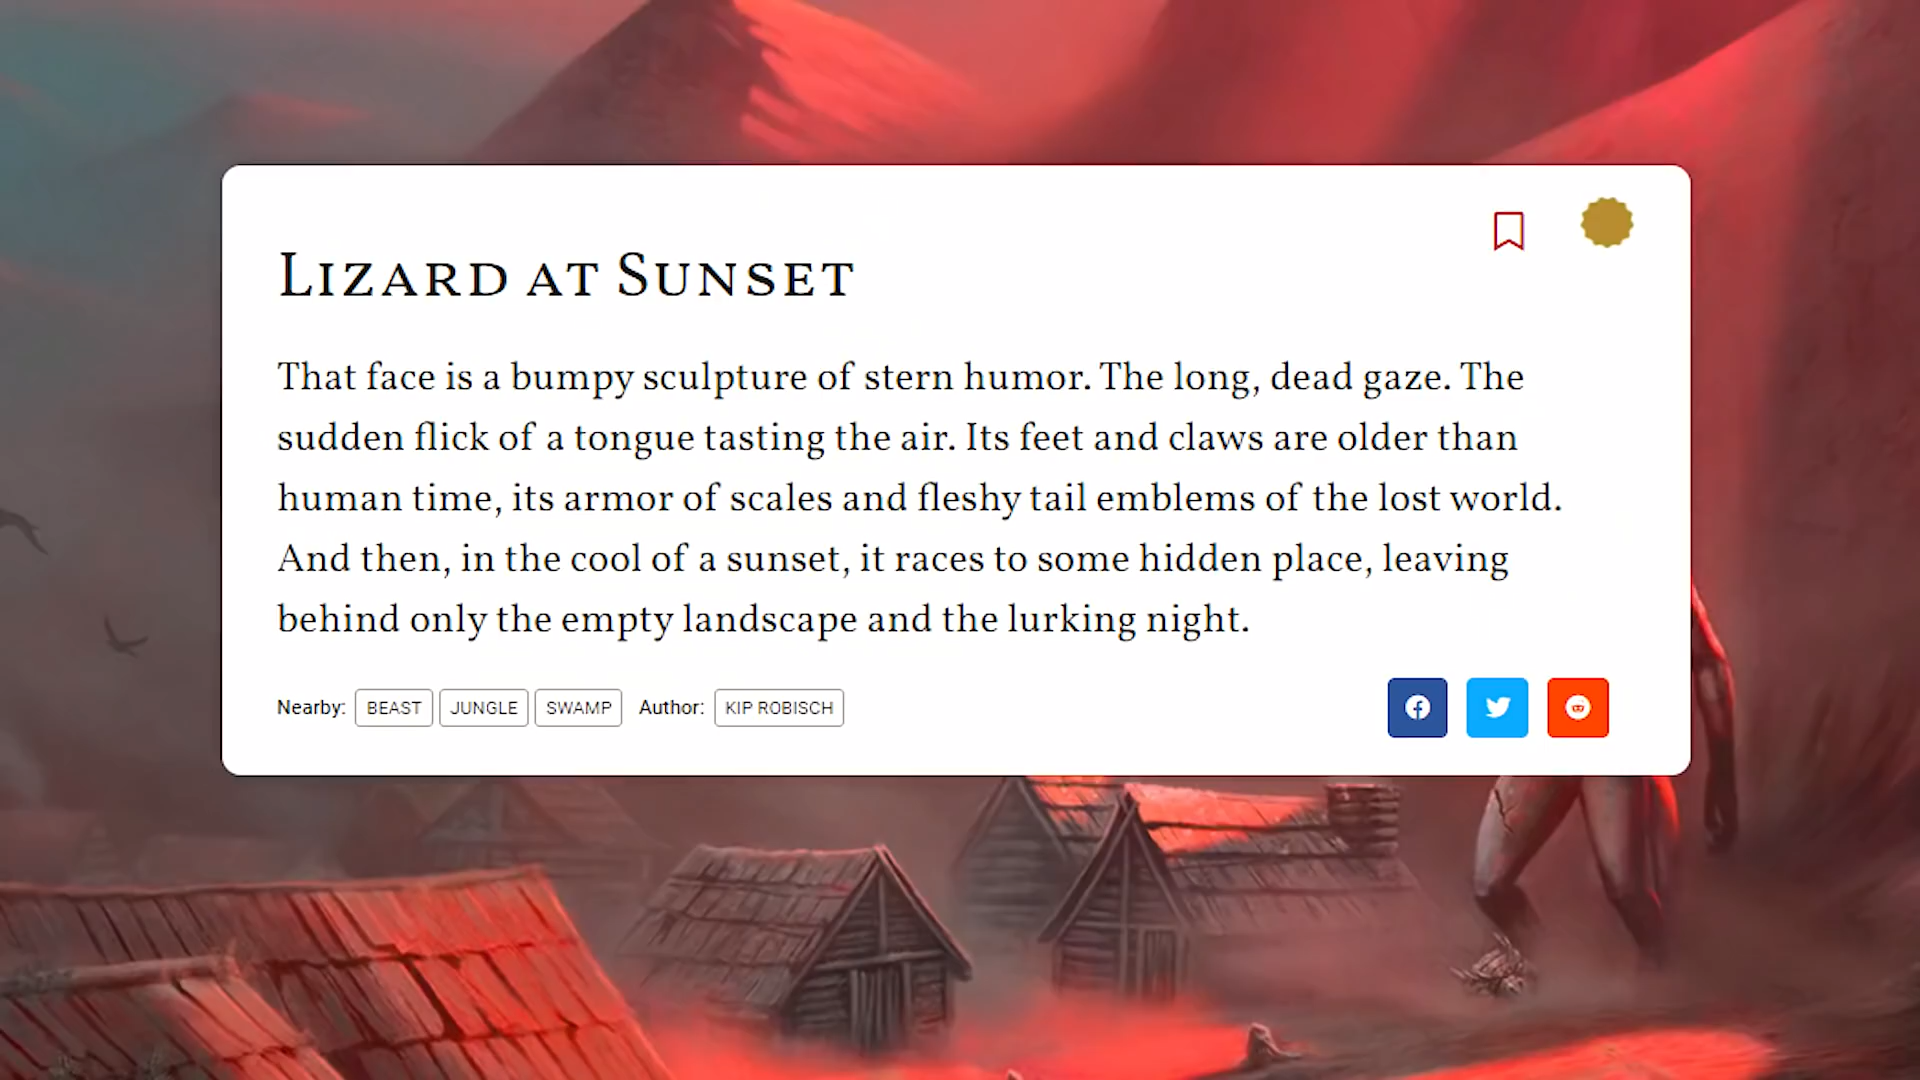 Lizard at Sunset
That face is a bumpy sculpture of stern humor. The long, dead gaze. The
sudden flick of a tongue tasting the air. Its feet and claws are older than
human time, its armor of scales and fleshy tail emblems of the lost world.
And then, in the cool of a sunset, it races to some hidden place, leaving
behind only the empty landscape and the lurking night.
Nearby: BEAST JUNGLE SWAMP Author: KIP ROBISCH